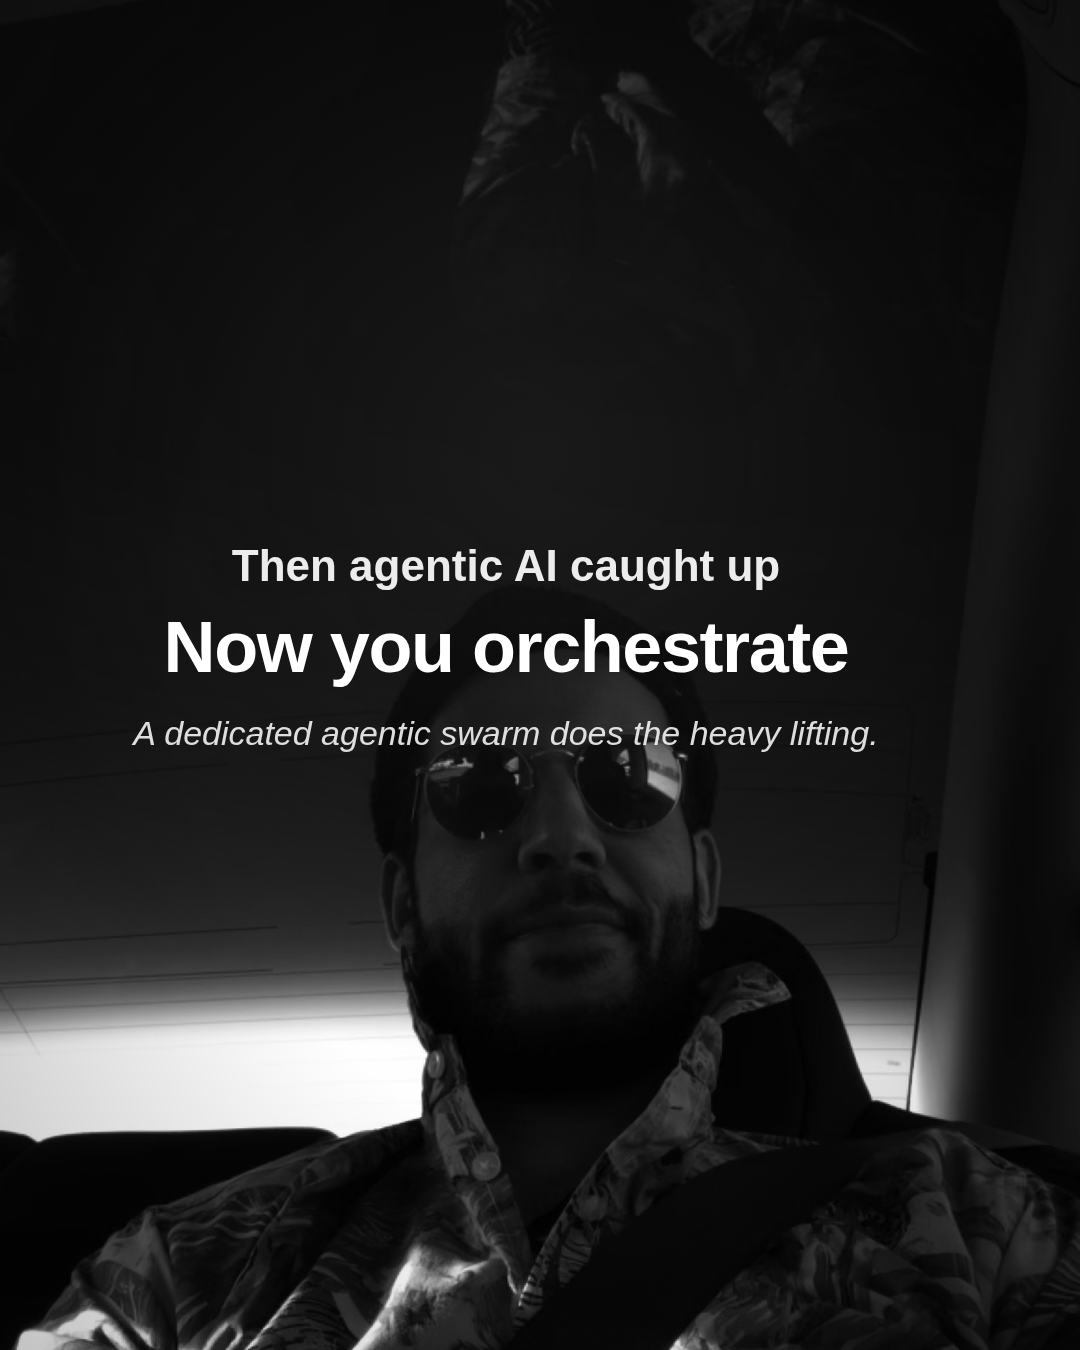 Then agentic AI caught up
Now you orchestrate
A dedicated agentic swarm does the heavy lifting.